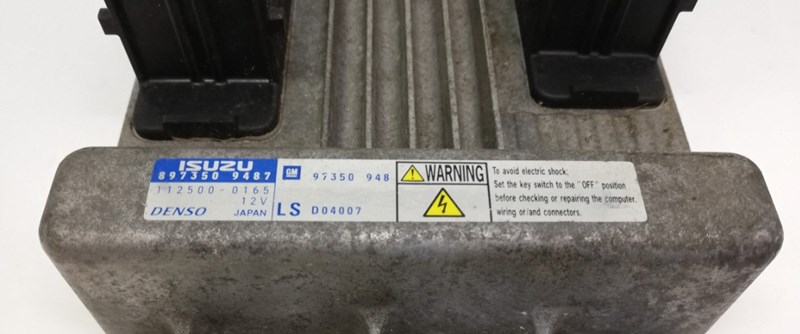 ISUZU
897350 9487
112500-0165
12V
DENSO JAPAN
GM 97350 948
LS D04007
WARNING
To avoid electric shock;
Set the key switch to the "OFF" position
before checking or repairing the computer,
wiring or/and connectors.